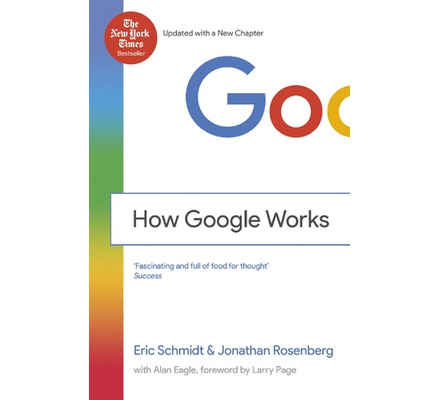 The
New York
Times
Bestseller
Updated with a New Chapter
Goo
How Google Works
'Fascinating and full of food for thought'
Success
Eric Schmidt & Jonathan Rosenberg
with Alan Eagle, foreword by Larry Page